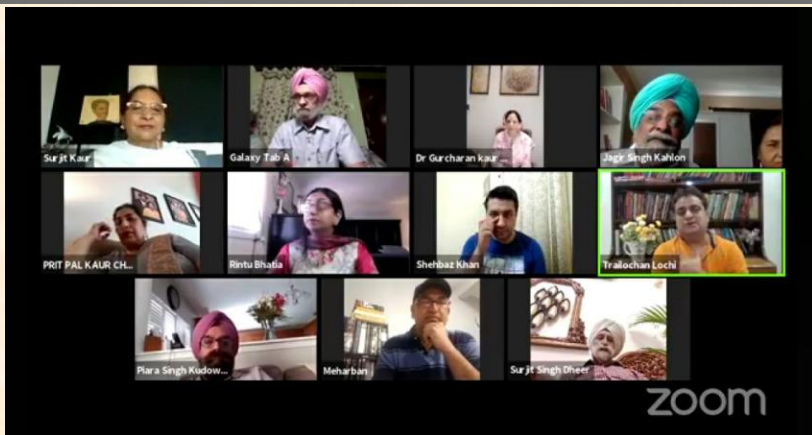 Surjit Kaur
Galaxy Tab A
Dr Gurcharan kaur ...
Jagir Singh Kahlon
PRIT PAL KAUR CH...
Rintu Bhatia
Shehbaz Khan
Trailochan Lochi
Piara Singh Kudow...
Meharban
Surjit Singh Dheer
zoom